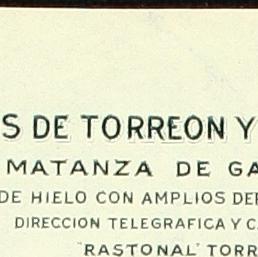 S DE TORREON Y
MATANZA DE GA
DE HIELO CON AMPLIOS DE
DIRECCION TELEGRAFICA Y C
"RASTONAL" TORR